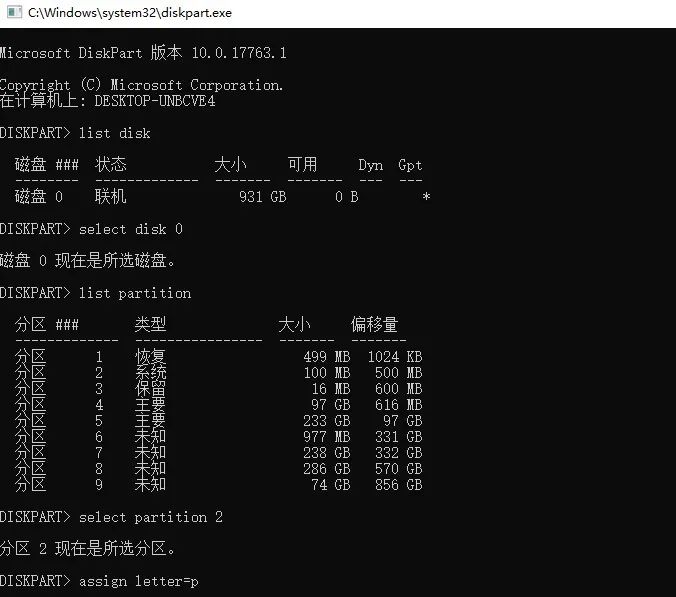 C:\Windows\system32\diskpart.exe
Microsoft DiskPart 版本 10.0.17763.1
Copyright (C) Microsoft Corporation.
在计算机上: DESKTOP-UNBCVE4
DISKPART> list disk
磁盘 ### 状态 大小 可用 Dyn Gpt
-------- ------------- ------- ------- --- ---
磁盘 0 联机 931 GB 0 B *
DISKPART> select disk 0
磁盘 0 现在是所选磁盘。
DISKPART> list partition
分区 ### 类型 大小 偏移量
------------- ---------------- ------- -------
分区 1 恢复 499 MB 1024 KB
分区 2 系统 100 MB 500 MB
分区 3 保留 16 MB 600 MB
分区 4 主要 97 GB 616 MB
分区 5 主要 233 GB 97 GB
分区 6 未知 977 MB 331 GB
分区 7 未知 238 GB 332 GB
分区 8 未知 286 GB 570 GB
分区 9 未知 74 GB 856 GB
DISKPART> select partition 2
分区 2 现在是所选分区。
DISKPART> assign letter=p